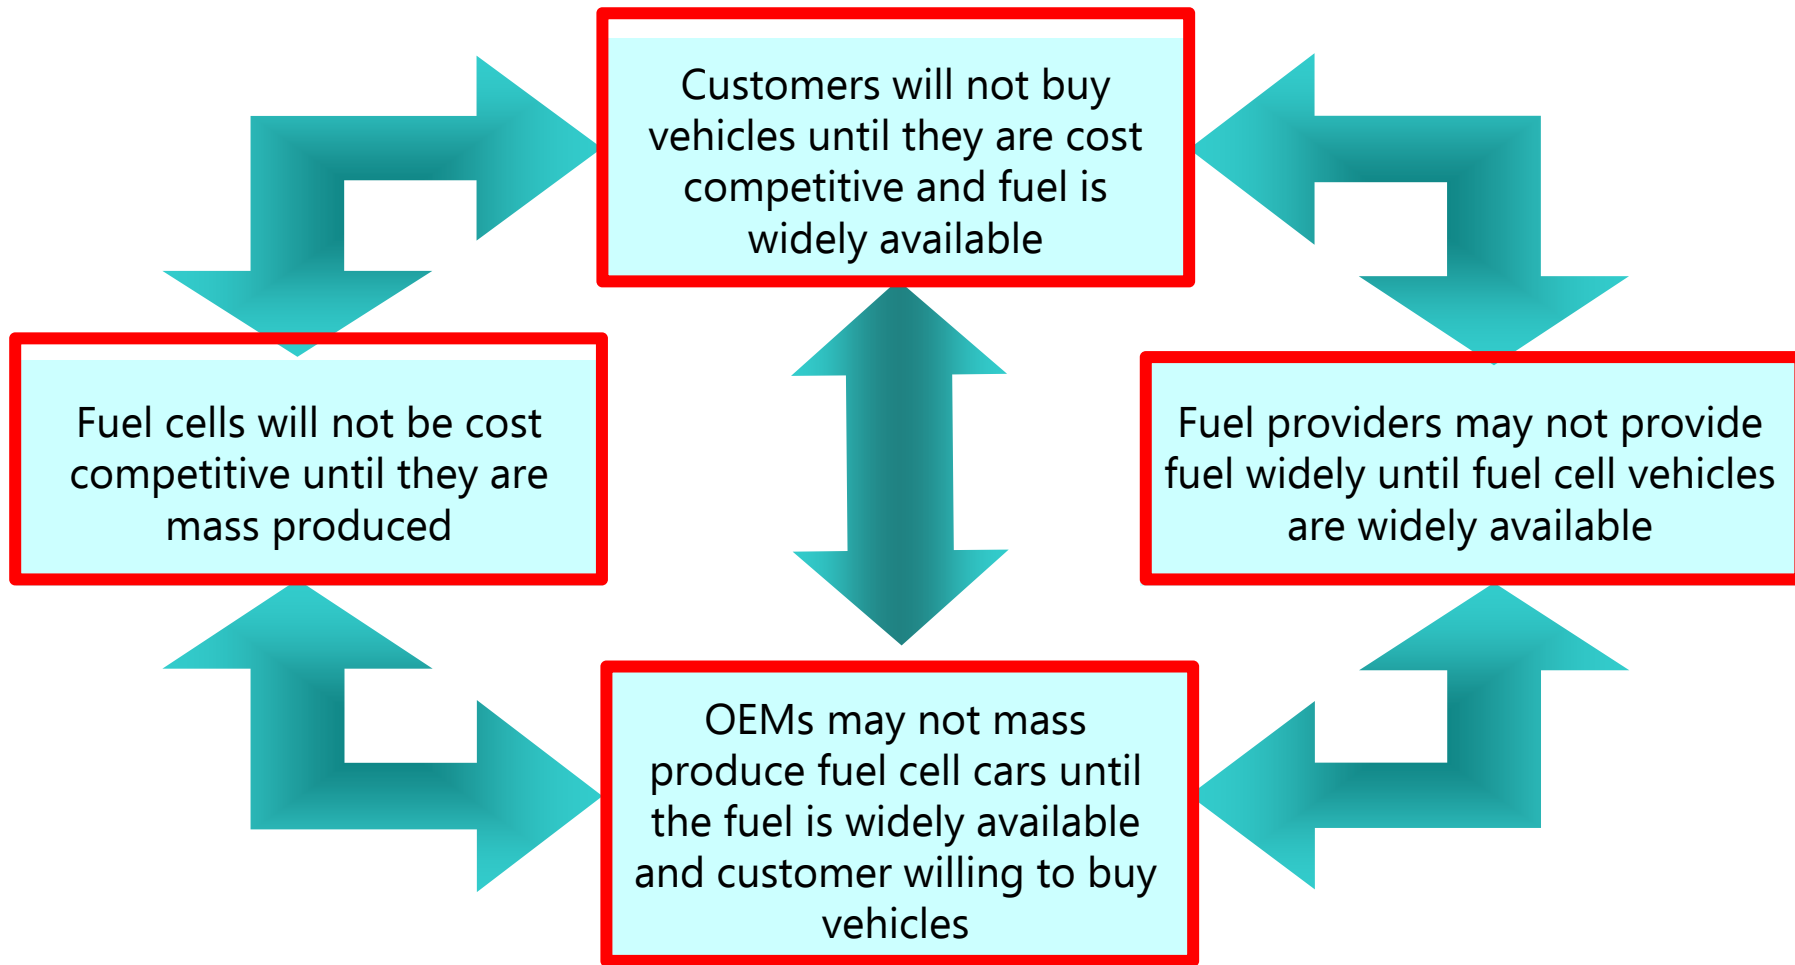 Customers will not buy
vehicles until they are cost
competitive and fuel is
widely available
Fuel cells will not be cost
competitive until they are
mass produced
Fuel providers may not provide
fuel widely until fuel cell vehicles
are widely available
OEMs may not mass
produce fuel cell cars until
the fuel is widely available
and customer willing to buy
vehicles